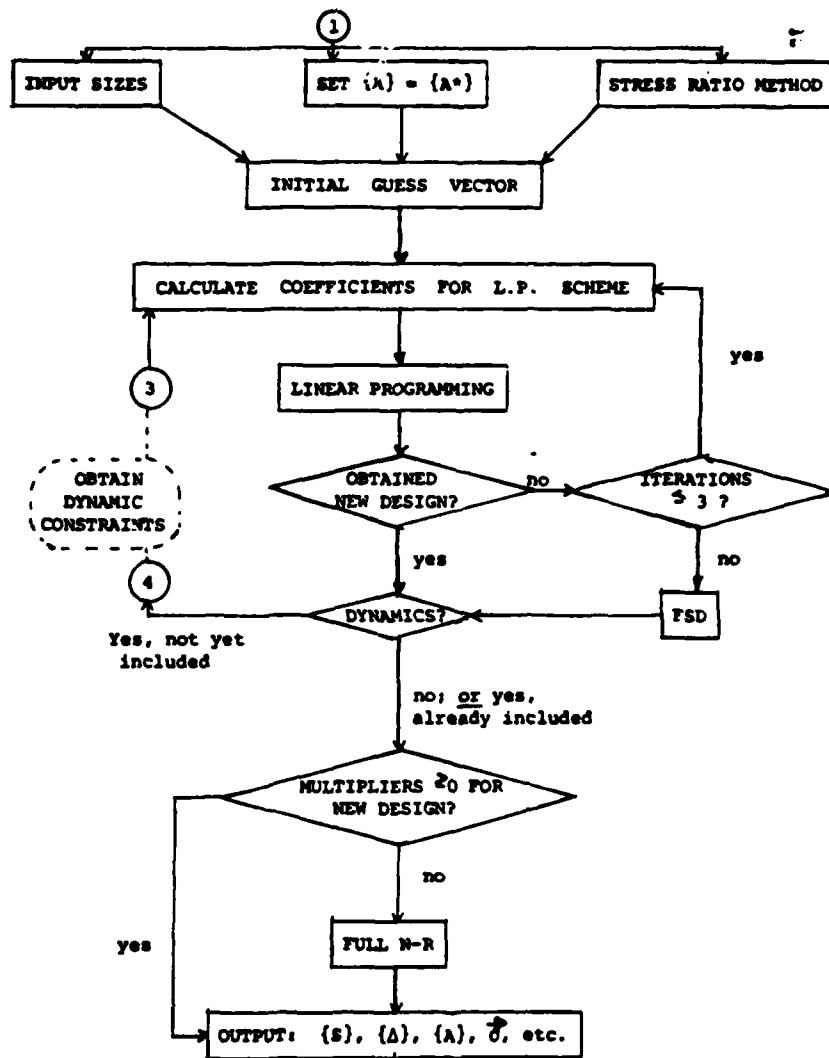 1
INPUT SIZES
SET {A} = {A*}
STRESS RATIO METHOD
INITIAL GUESS VECTOR
CALCULATE COEFFICIENTS FOR L.P. SCHEME
yes
3
LINEAR PROGRAMMING
OBTAIN
DYNAMIC
CONSTRAINTS
OBTAINED
NEW DESIGN?
no
ITERATIONS
≤ 3 ?
yes
no
4
DYNAMICS?
FSD
Yes, not yet
included
no; or yes,
already included
MULTIPLIERS ≥0 FOR
NEW DESIGN?
no
yes
FULL N-R
OUTPUT: {S}, {Δ}, {A}, σ, etc.